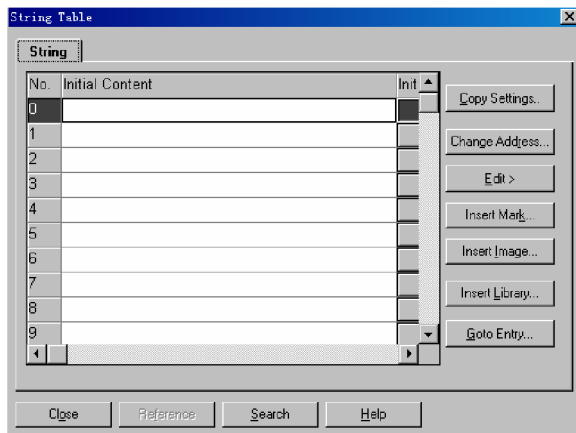 String Table
String
No. Initial Content Init
0
Copy Settings..
1
Change Address...
2
3
Edit >
4
Insert Mark...
5
6
Insert Image...
7
Insert Library...
8
9
Goto Entry...
Close Reference Search Help